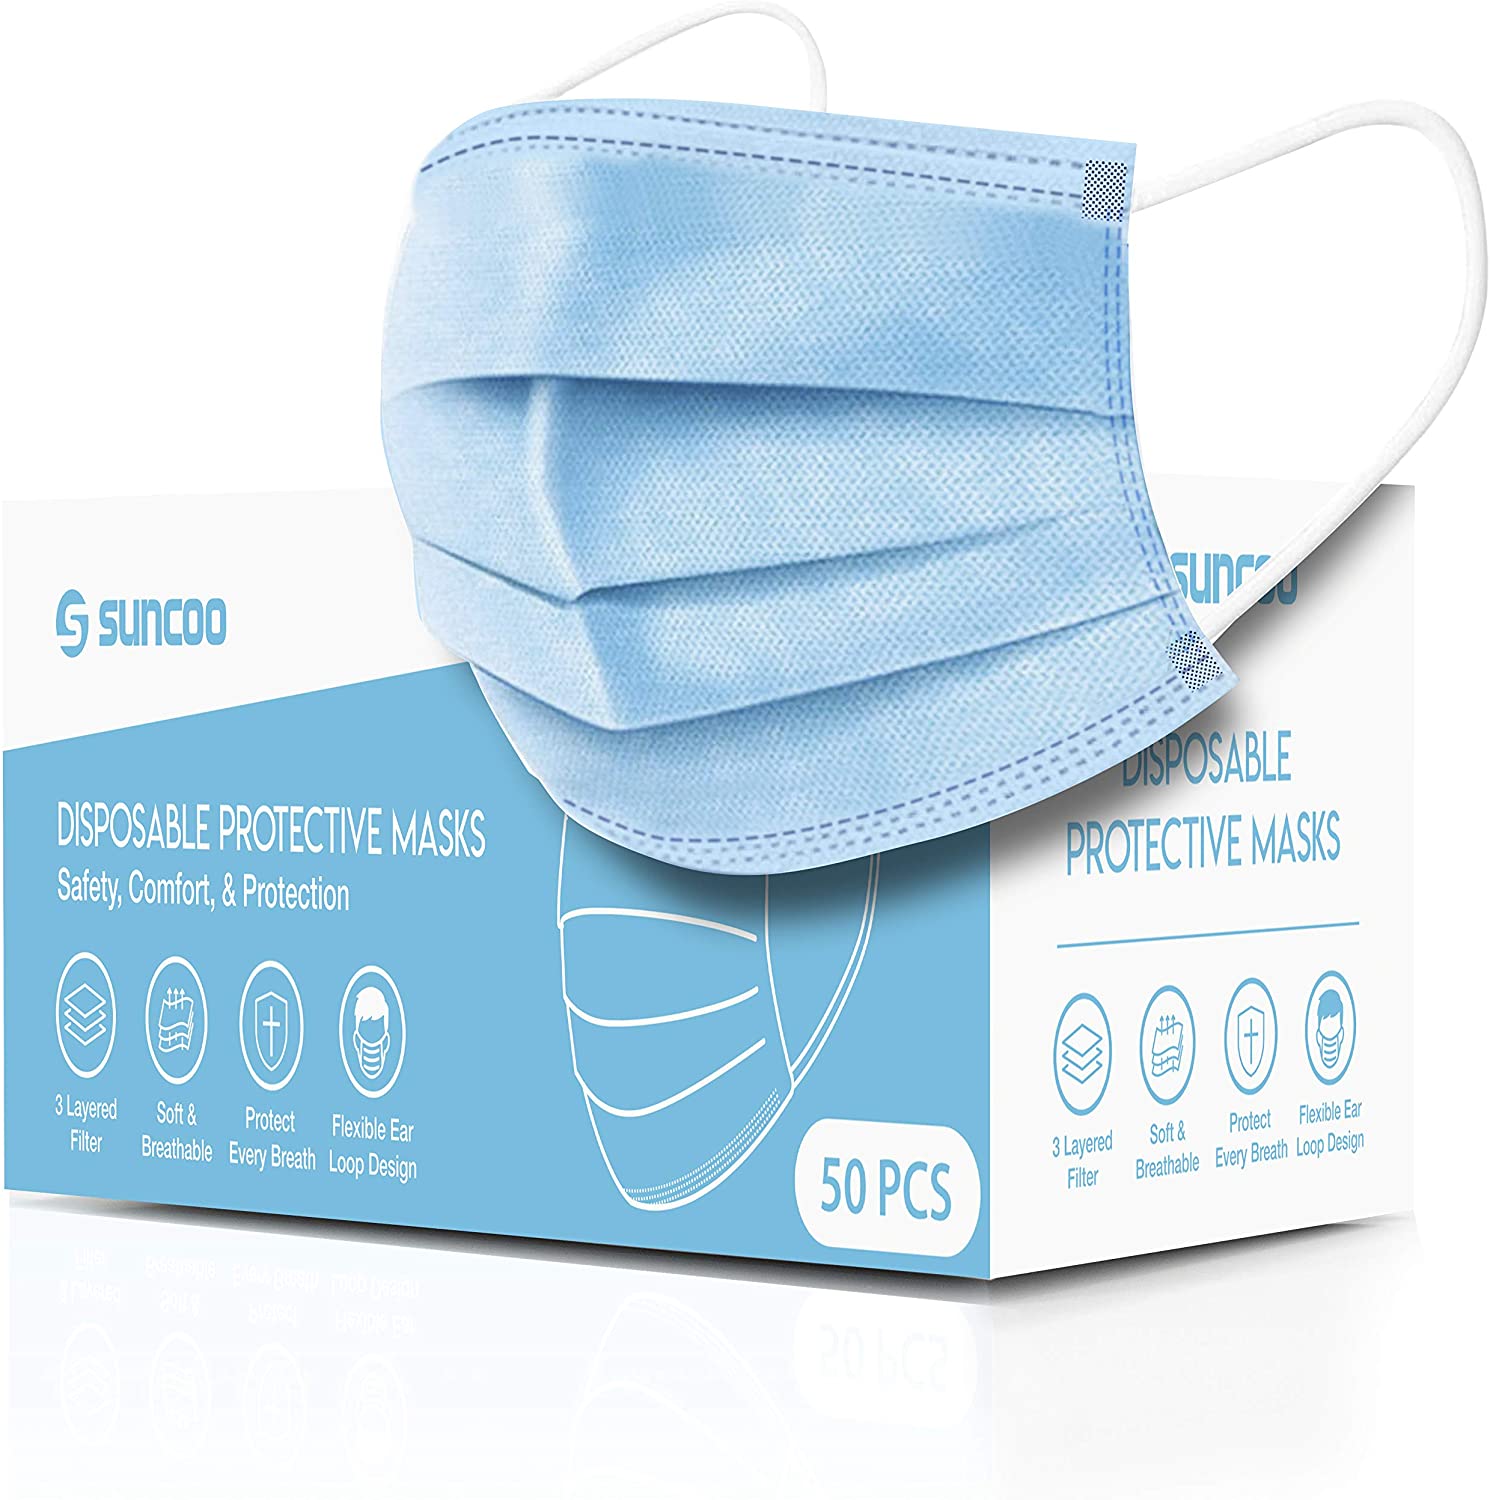 SUNCOO
DISPOSABLE PROTECTIVE MASKS
Safety, Comfort, & Protection
3 Layered
Filter
Soft &
Breathable
Protect
Every Breath
Flexible Ear
Loop Design
50 PCS
SUNCOO
DISPOSABLE
PROTECTIVE MASKS
3 Layered
Filter
Soft &
Breathable
Protect
Every Breath
Flexible Ear
Loop Design